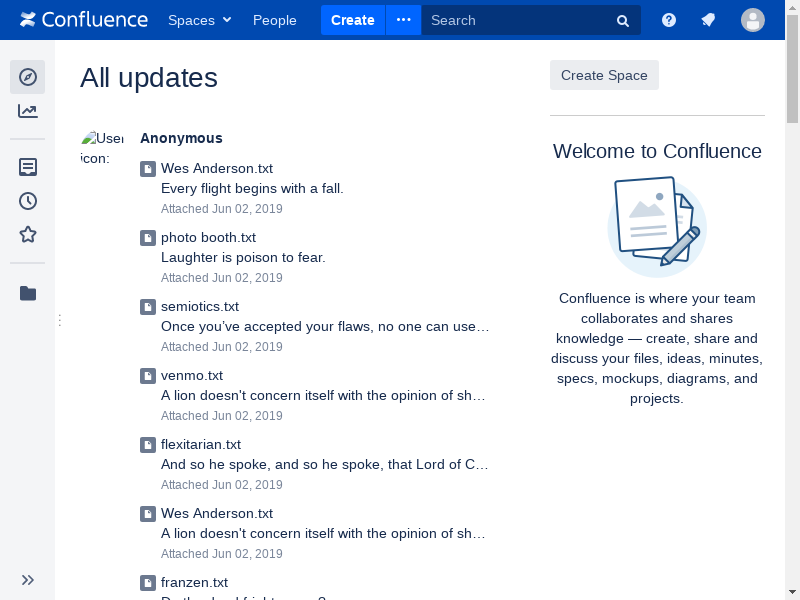 Confluence
Spaces
People
Create
Search
All updates
Create Space
User icon:
Anonymous
Wes Anderson.txt
Every flight begins with a fall.
Attached Jun 02, 2019
photo booth.txt
Laughter is poison to fear.
Attached Jun 02, 2019
semiotics.txt
Once you’ve accepted your flaws, no one can use…
Attached Jun 02, 2019
venmo.txt
A lion doesn't concern itself with the opinion of sh…
Attached Jun 02, 2019
flexitarian.txt
And so he spoke, and so he spoke, that Lord of C…
Attached Jun 02, 2019
Wes Anderson.txt
A lion doesn't concern itself with the opinion of sh…
Attached Jun 02, 2019
franzen.txt
Welcome to Confluence
Confluence is where your team
collaborates and shares
knowledge — create, share and
discuss your files, ideas, minutes,
specs, mockups, diagrams, and
projects.